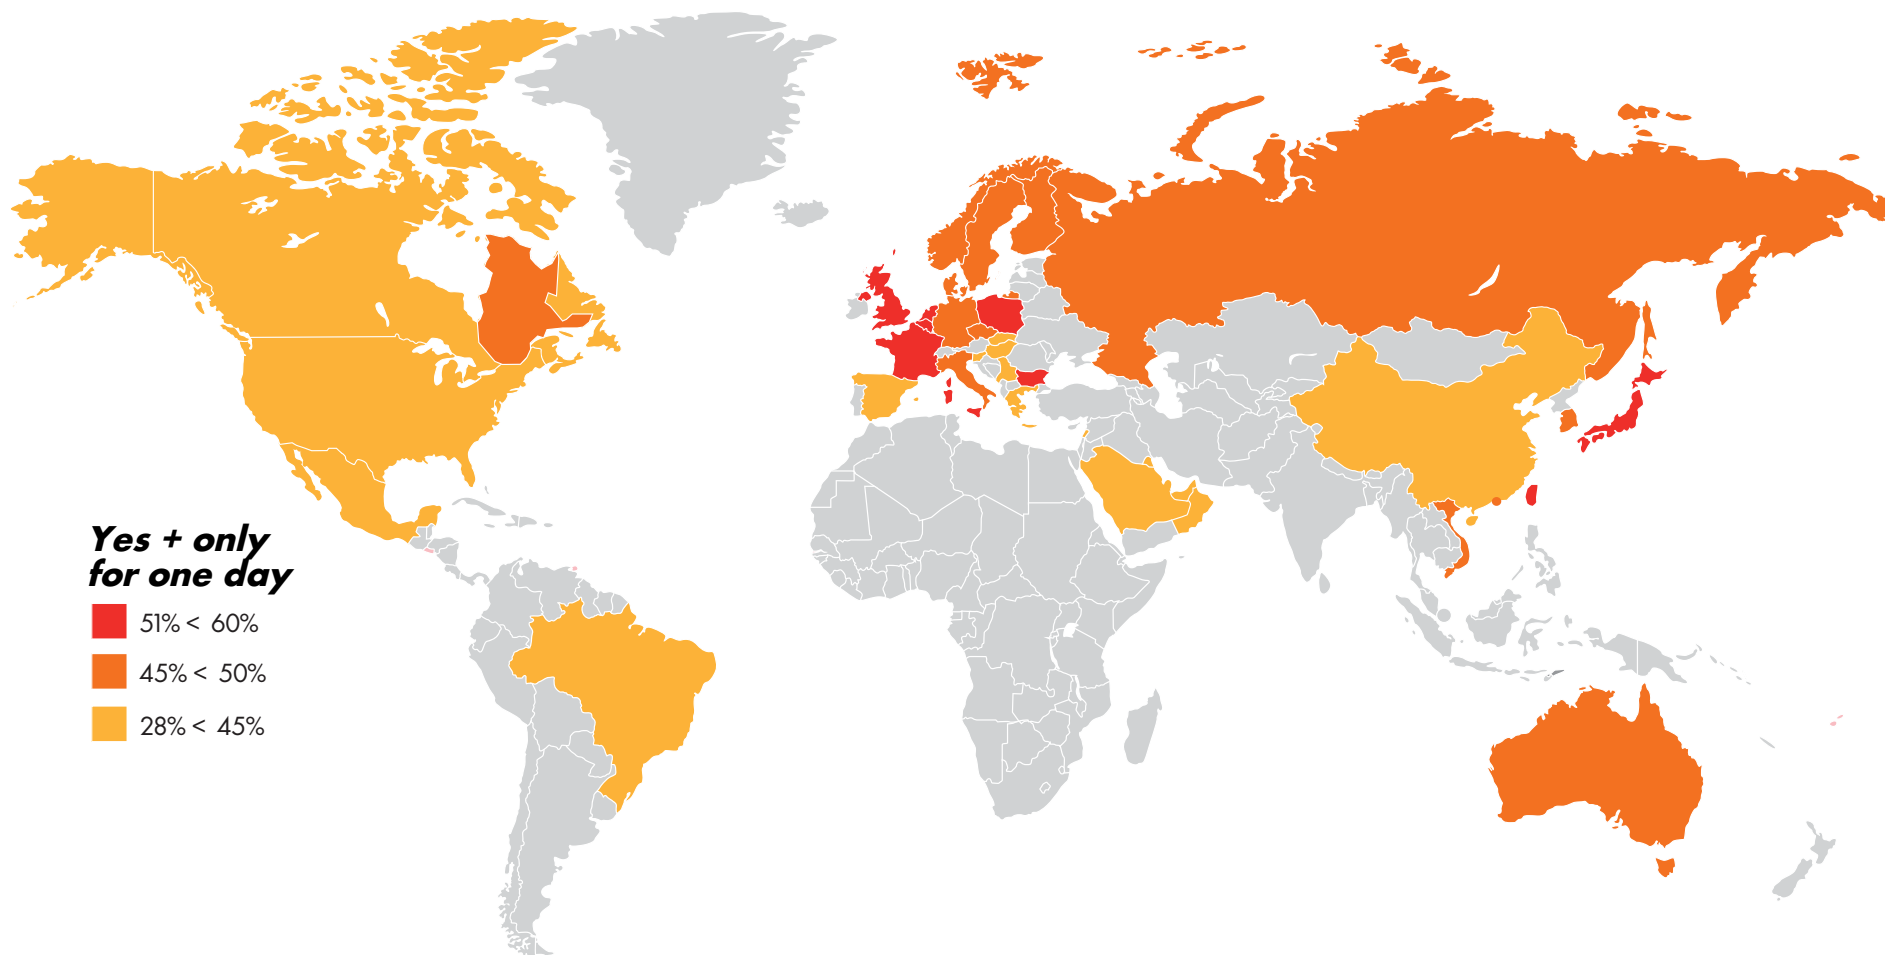 Yes + only
for one day
51% < 60%
45% < 50%
28% < 45%